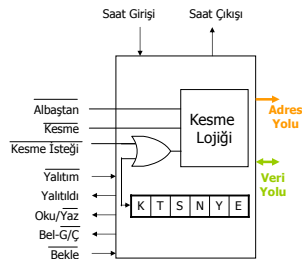 Saat Girişi
Saat Çıkışı
Albaştan
Kesme
Kesme İsteği
Yalıtım
Yalıtıldı
Oku/Yaz
Bel-G/Ç
Bekle
Kesme
Lojiği
K T S N Y E
Adres
Yolu
Veri
Yolu